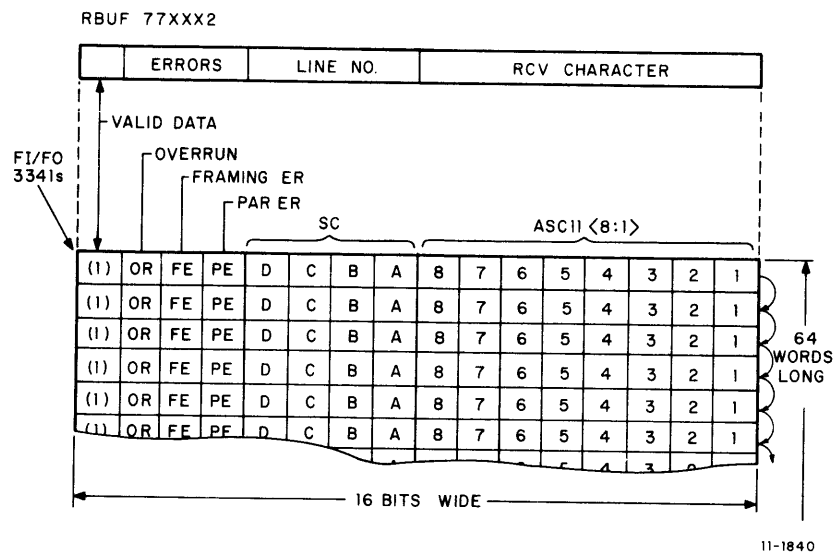 RBUF 77XXX2
ERRORS LINE NO. RCV CHARACTER
VALID DATA
FI/FO
3341s
OVERRUN
FRAMING ER
PAR ER
SC
ASCII <8:1>
(1) OR FE PE D C B A 8 7 6 5 4 3 2 1
(1) OR FE PE D C B A 8 7 6 5 4 3 2 1
(1) OR FE PE D C B A 8 7 6 5 4 3 2 1
(1) OR FE PE D C B A 8 7 6 5 4 3 2 1
(1) OR FE PE D C B A 8 7 6 5 4 3 2 1
(1) OR FE PE D C B A 8 7 6 5 4 3 2 1
4 3
64
WORDS
LONG
16 BITS WIDE
11-1840